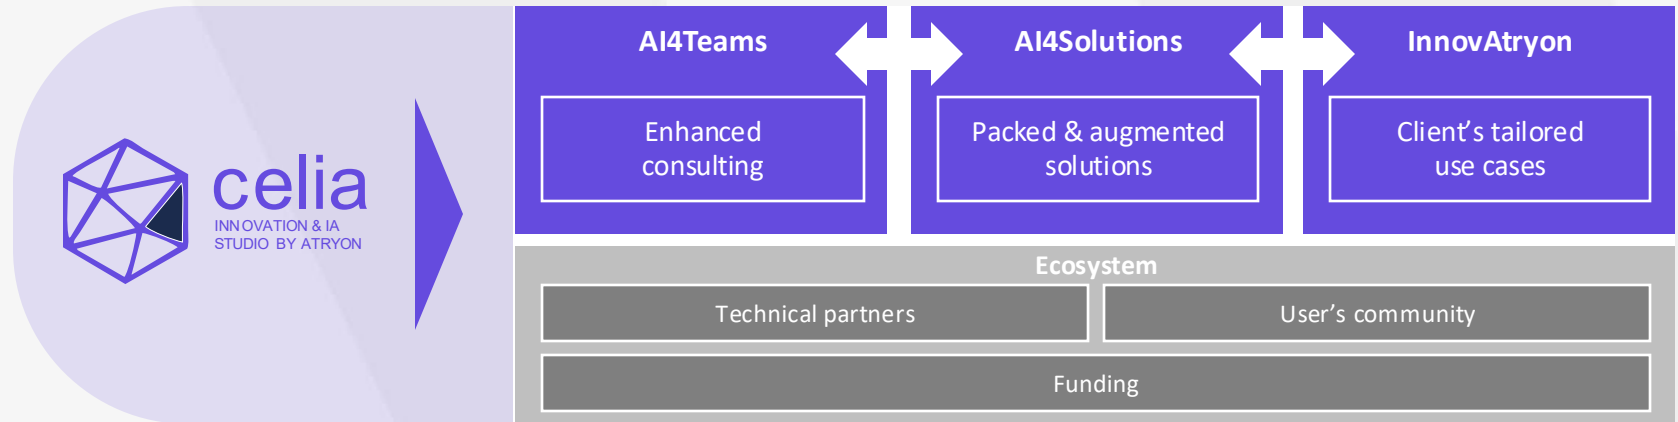 celia
INNOVATION & IA
STUDIO BY ATRYON
AI4Teams
Enhanced
consulting
AI4Solutions
Packed & augmented
solutions
InnovAtryon
Client's tailored
use cases
Ecosystem
Technical partners
User's community
Funding